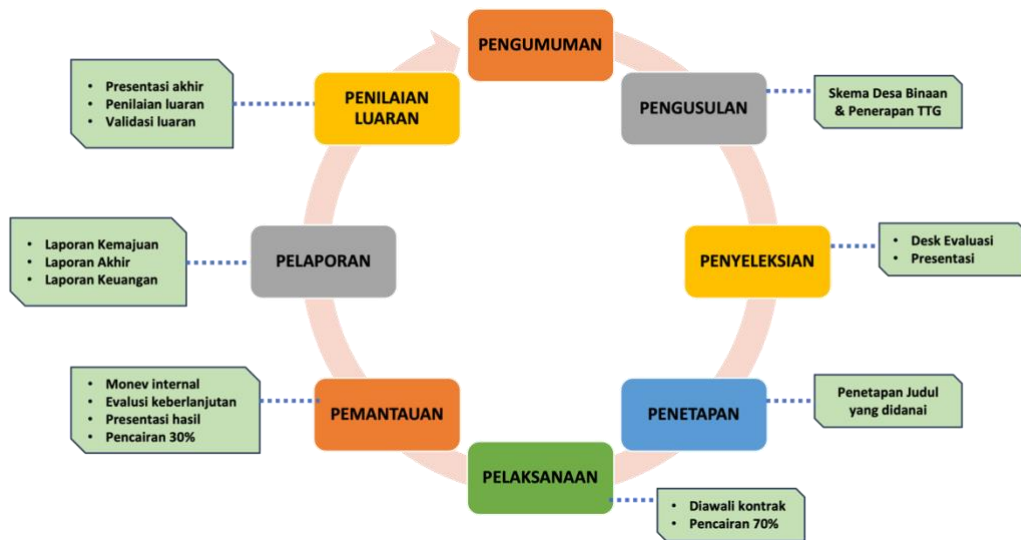 PENGUMUMAN
PENGUSULAN
Skema Desa Binaan
& Penerapan TTG
PENYELEKSIAN
• Desk Evaluasi
• Presentasi
PENETAPAN
Penetapan Judul
yang didanai
PELAKSANAAN
• Diawali kontrak
• Pencairan 70%
PEMANTAUAN
• Monev internal
• Evalusi keberlanjutan
• Presentasi hasil
• Pencairan 30%
PELAPORAN
• Laporan Kemajuan
• Laporan Akhir
• Laporan Keuangan
PENILAIAN
LUARAN
• Presentasi akhir
• Penilaian luaran
• Validasi luaran